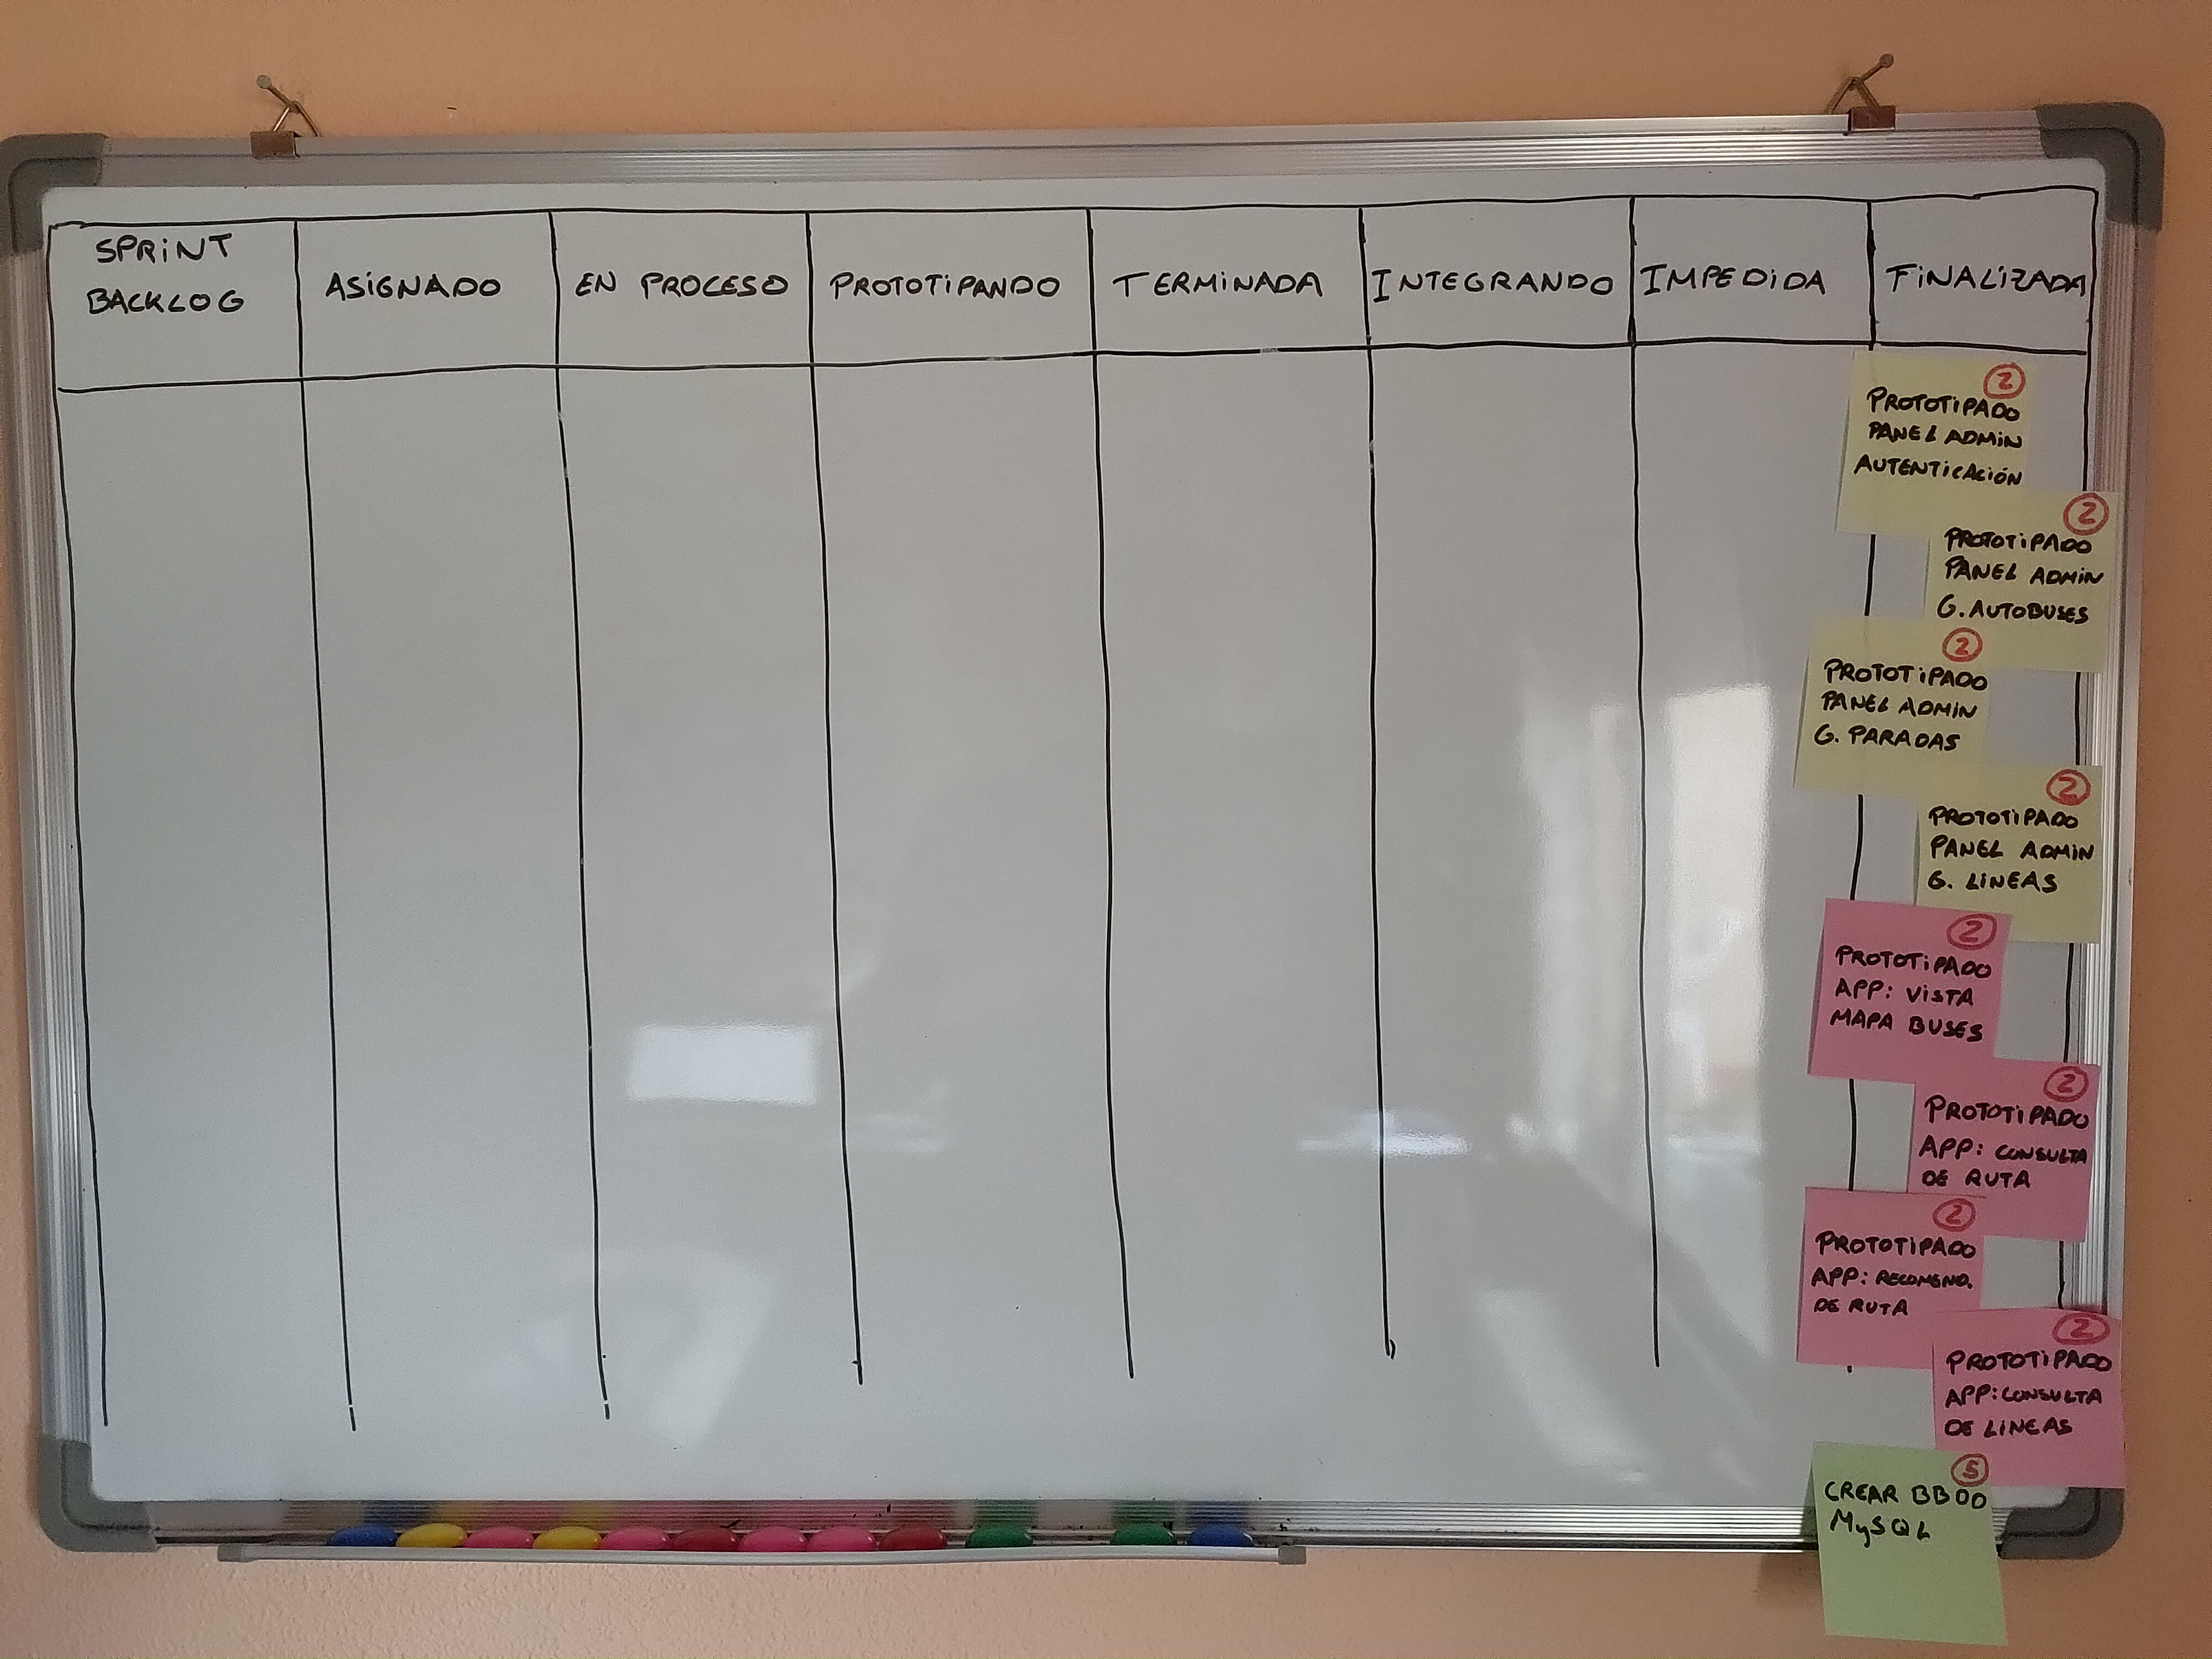 SPRINT
BACKLOG
ASIGNADO
EN PROCESO
PROTOTIPANDO
TERMINADA
INTEGRANDO
IMPEDIDA
FINALIZADA
2
PROTOTIPADO
PANEL ADMIN
AUTENTICACIÓN
2
PROTOTIPADO
PANEL ADMIN
G. AUTOBUSES
2
PROTOTIPADO
PANEL ADMIN
G. PARADAS
2
PROTOTIPADO
PANEL ADMIN
G. LINEAS
2
PROTOTIPADO
APP: VISTA
MAPA BUSES
2
PROTOTIPADO
APP: CONSULTA
DE RUTA
2
PROTOTIPADO
APP: RECOMEND.
DE RUTA
2
PROTOTIPADO
APP: CONSULTA
DE LINEAS
5
CREAR BBDD
MySQL